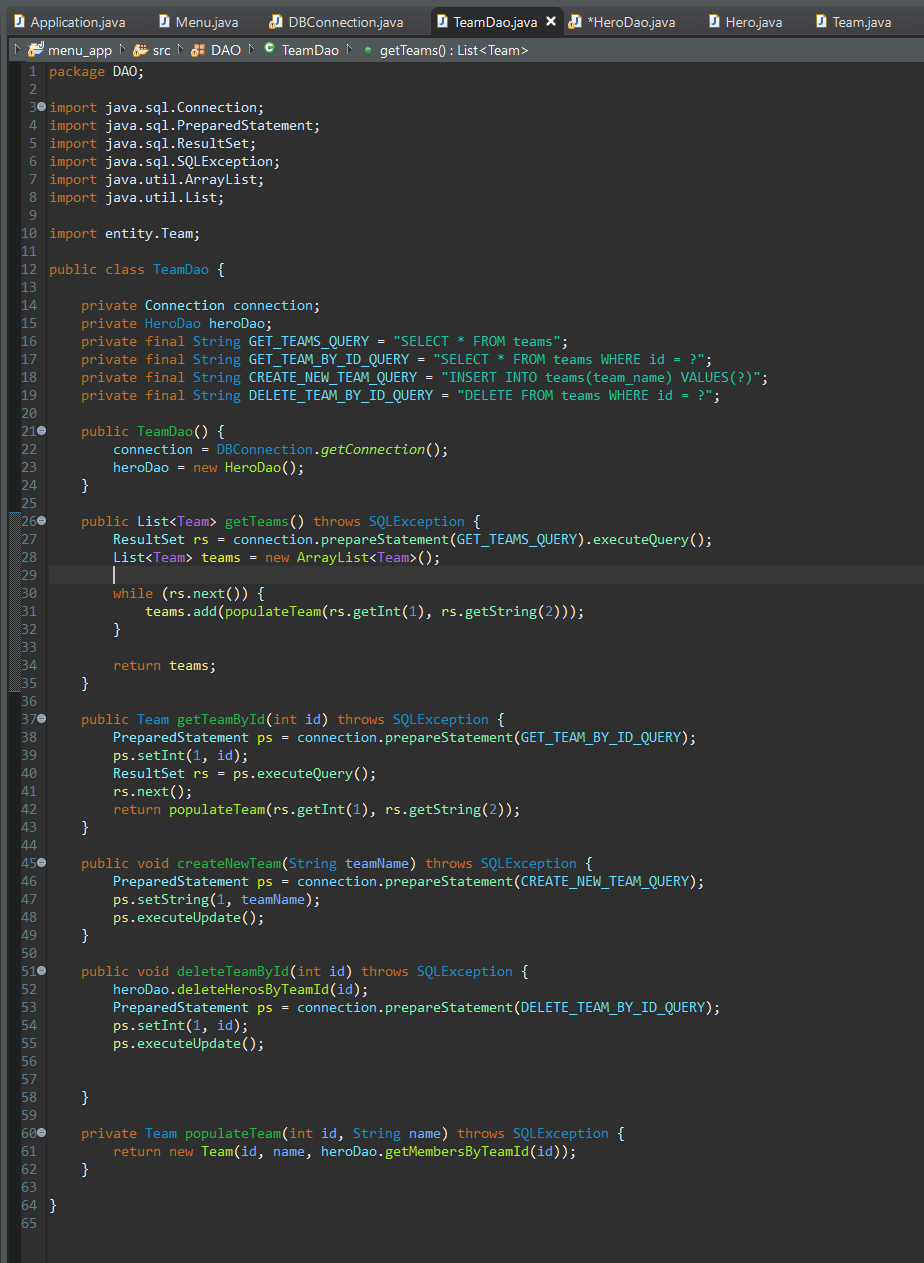 Application.java Menu.java DBConnection.java TeamDao.java *HeroDao.java Hero.java Team.java
menu_app src DAO TeamDao getTeams() : List<Team>
1 package DAO;
2
3 import java.sql.Connection;
4 import java.sql.PreparedStatement;
5 import java.sql.ResultSet;
6 import java.sql.SQLException;
7 import java.util.ArrayList;
8 import java.util.List;
9
10 import entity.Team;
11
12 public class TeamDao {
13
14     private Connection connection;
15     private HeroDao heroDao;
16     private final String GET_TEAMS_QUERY = "SELECT * FROM teams";
17     private final String GET_TEAM_BY_ID_QUERY = "SELECT * FROM teams WHERE id = ?";
18     private final String CREATE_NEW_TEAM_QUERY = "INSERT INTO teams(team_name) VALUES(?)";
19     private final String DELETE_TEAM_BY_ID_QUERY = "DELETE FROM teams WHERE id = ?";
20
21     public TeamDao() {
22         connection = DBConnection.getConnection();
23         heroDao = new HeroDao();
24     }
25
26     public List<Team> getTeams() throws SQLException {
27         ResultSet rs = connection.prepareStatement(GET_TEAMS_QUERY).executeQuery();
28         List<Team> teams = new ArrayList<Team>();
29
30         while (rs.next()) {
31             teams.add(populateTeam(rs.getInt(1), rs.getString(2)));
32         }
33
34         return teams;
35     }
36
37     public Team getTeamById(int id) throws SQLException {
38         PreparedStatement ps = connection.prepareStatement(GET_TEAM_BY_ID_QUERY);
39         ps.setInt(1, id);
40         ResultSet rs = ps.executeQuery();
41         rs.next();
42         return populateTeam(rs.getInt(1), rs.getString(2));
43     }
44
45     public void createNewTeam(String teamName) throws SQLException {
46         PreparedStatement ps = connection.prepareStatement(CREATE_NEW_TEAM_QUERY);
47         ps.setString(1, teamName);
48         ps.executeUpdate();
49     }
50
51     public void deleteTeamById(int id) throws SQLException {
52         heroDao.deleteHerosByTeamId(id);
53         PreparedStatement ps = connection.prepareStatement(DELETE_TEAM_BY_ID_QUERY);
54         ps.setInt(1, id);
55         ps.executeUpdate();
56
57
58     }
59
60     private Team populateTeam(int id, String name) throws SQLException {
61         return new Team(id, name, heroDao.getMembersByTeamId(id));
62     }
63
64 }
65